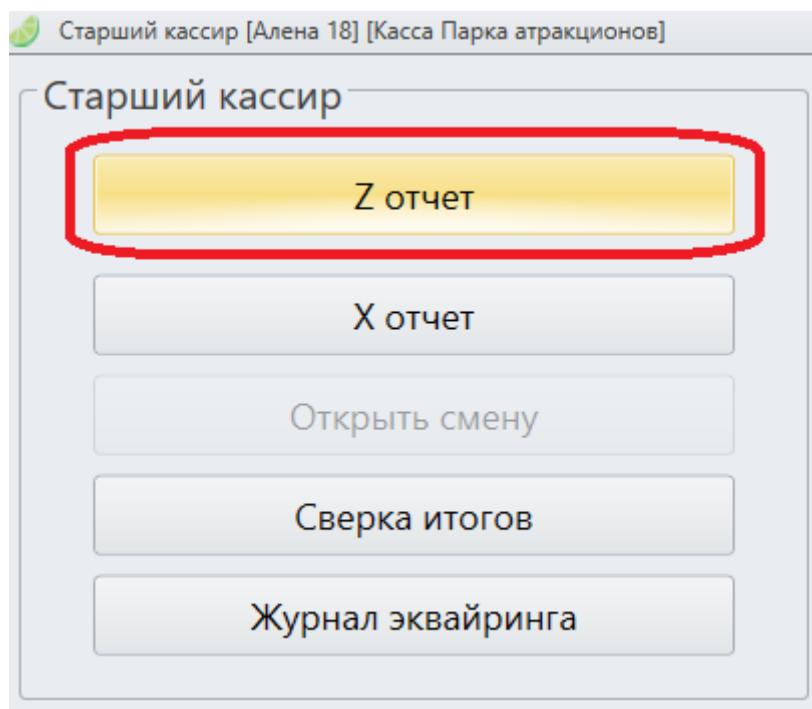 Старший кассир [Алена 18] [Касса Парка атракционов]
Старший кассир
Z отчет
X отчет
Открыть смену
Сверка итогов
Журнал эквайринга